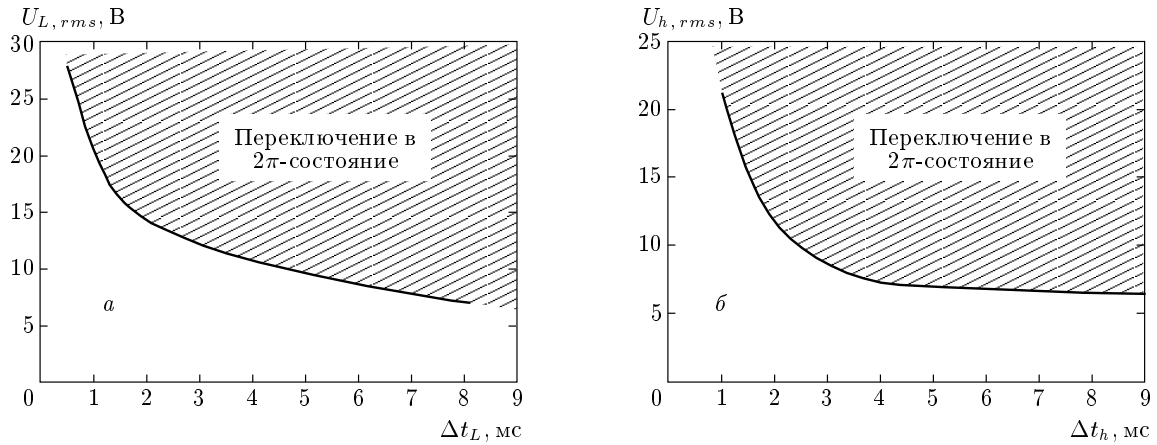 U_{L, rms}, В
30
25
20
15
10
5
0
1 2 3 4 5 6 7 8 9
Δt_L, мс
Переключение в
2π-состояние
а
U_{h, rms}, В
25
20
15
10
5
0
1 2 3 4 5 6 7 8 9
Δt_h, мс
Переключение в
2π-состояние
б